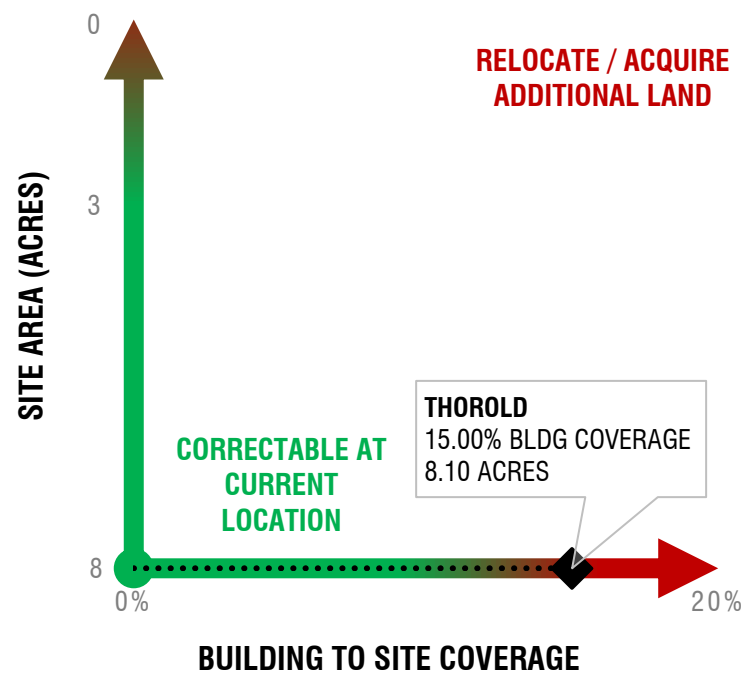 0
RELOCATE / ACQUIRE
ADDITIONAL LAND
3
SITE AREA (ACRES)
THOROLD
15.00% BLDG COVERAGE
8.10 ACRES
CORRECTABLE AT
CURRENT
LOCATION
8
0%
20%
BUILDING TO SITE COVERAGE